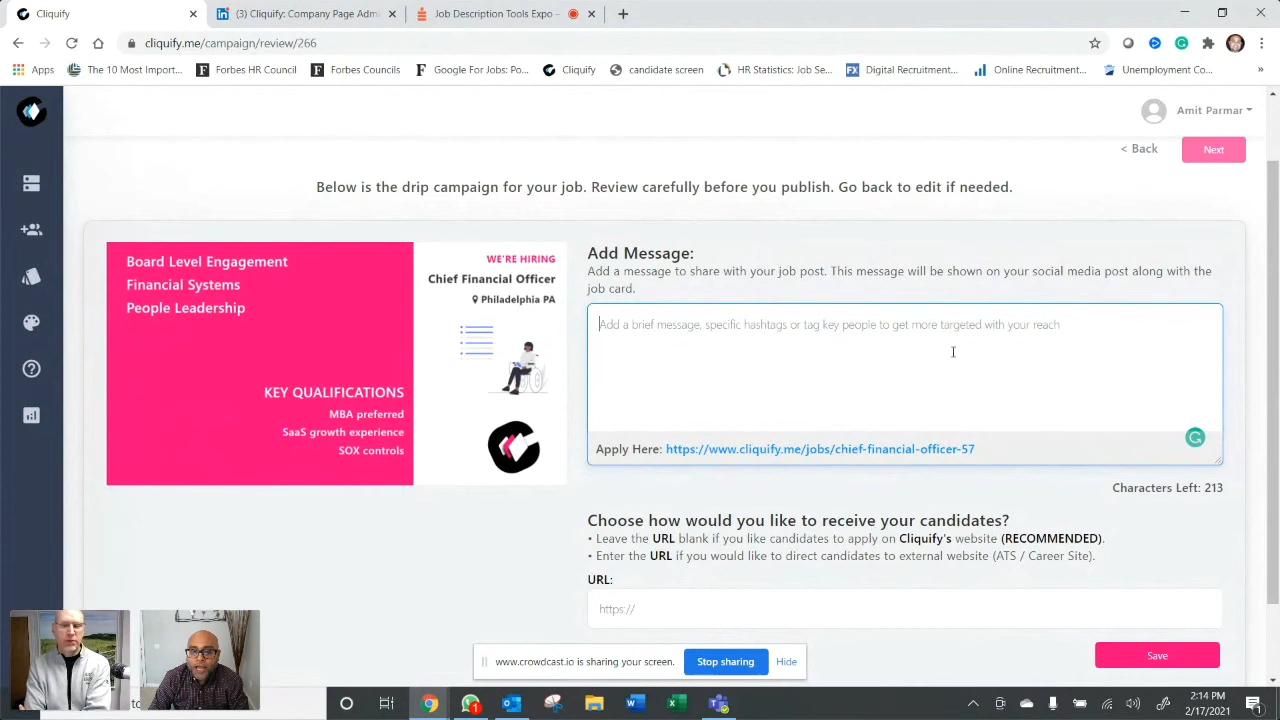 Cliquify
(3) Cliquify: Company Page Adm
Job Description Tools Expo –
cliquify.me/campaign/review/266
Apps
The 10 Most Import...
Forbes HR Council
Forbes Councils
Google For Jobs: Fo...
Cliquify
candidate screen
HR Statistics: Job Se...
Digital Recruitment...
Online Recruitment...
Unemployment Co...
Amit Parmar
< Back
Next
Below is the drip campaign for your job. Review carefully before you publish. Go back to edit if needed.
Board Level Engagement
Financial Systems
People Leadership
KEY QUALIFICATIONS
MBA preferred
SaaS growth experience
SOX controls
WE'RE HIRING
Chief Financial Officer
Philadelphia PA
Add Message:
Add a message to share with your job post. This message will be shown on your social media post along with the
job card.
Add a brief message, specific hashtags or tag key people to get more targeted with your reach
Apply Here: https://www.cliquify.me/jobs/chief-financial-officer-57
Characters Left: 213
Choose how would you like to receive your candidates?
• Leave the URL blank if you like candidates to apply on Cliquify's website (RECOMMENDED).
• Enter the URL if you would like to direct candidates to external website (ATS / Career Site).
URL:
https://
Save
www.crowdcast.io is sharing your screen.
Stop sharing
Hide
2:14 PM
2/17/2021